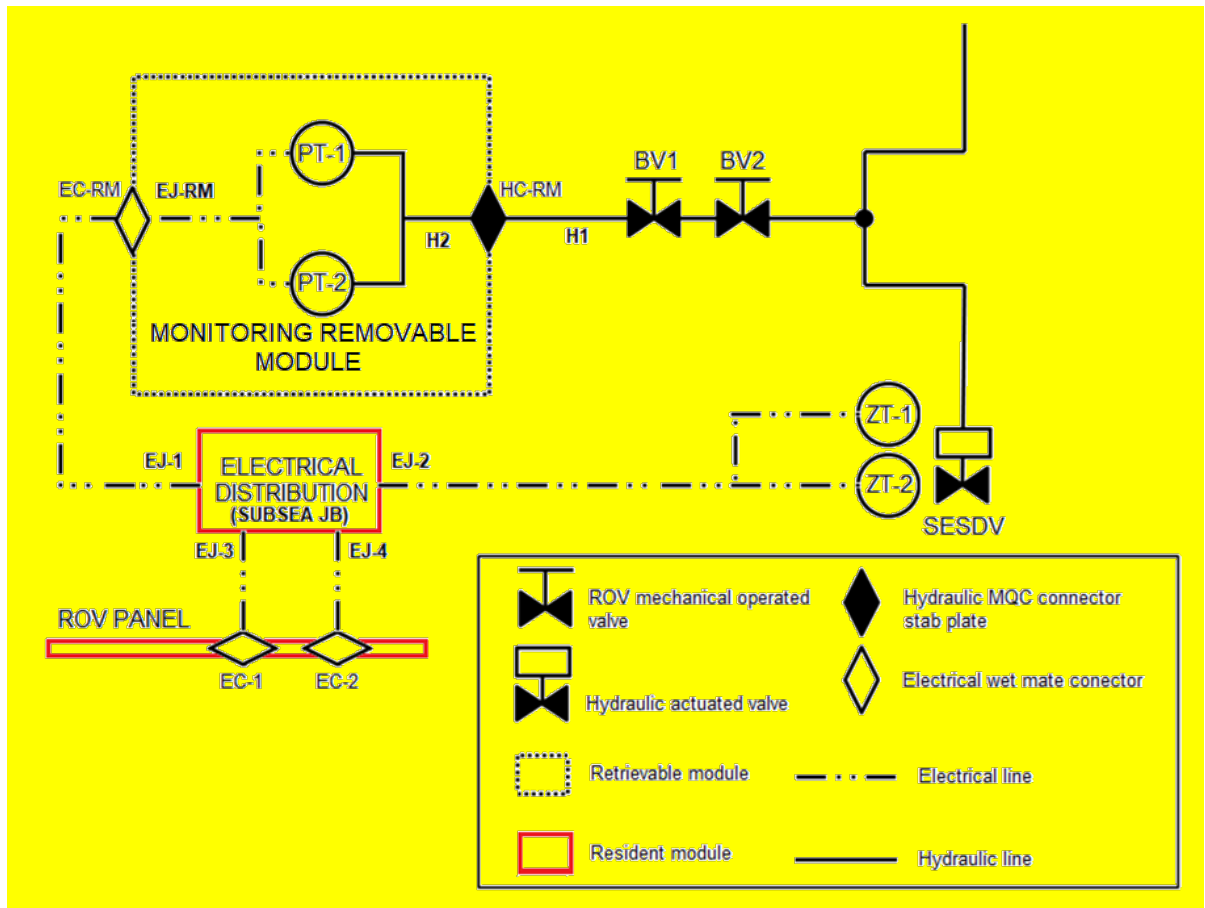 BV1
BV2
PT-1
EC-RM
EJ-RM
HC-RM
H2
H1
PT-2
MONITORING REMOVABLE
MODULE
ZT-1
EJ-1
ELECTRICAL
DISTRIBUTION
(SUBSEA JB)
EJ-2
ZT-2
SESDV
EJ-3
EJ-4
ROV PANEL
EC-1
EC-2
ROV mechanical operated
valve
Hydraulic MQC connector
stab plate
Hydraulic actuated valve
Electrical wet mate conector
Retrievable module
Electrical line
Resident module
Hydraulic line